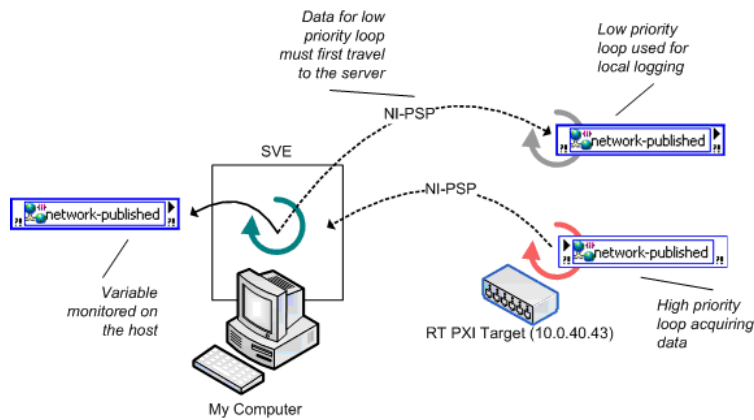 Data for low
priority loop
must first travel
to the server
Low priority
loop used for
local logging
NI-PSP
?!
network-published
?!
SVE
NI-PSP
?!
network-published
?!
?!
network-published
?!
Variable
monitored on
the host
RT PXI Target (10.0.40.43)
High priority
loop acquiring
data
My Computer